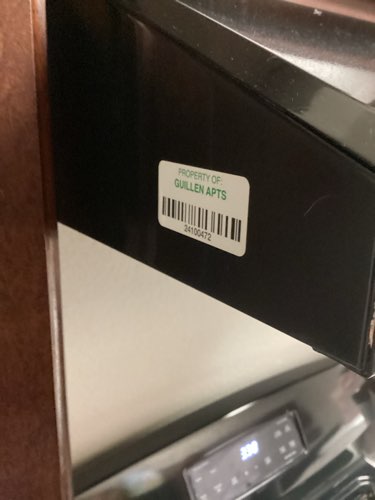 PROPERTY OF:
GUILLEN APTS
24100472